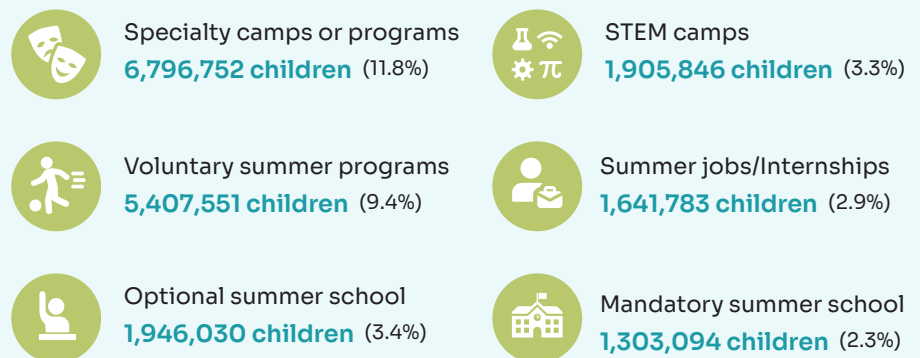 Specialty camps or programs
6,796,752 children (11.8%)
STEM camps
1,905,846 children (3.3%)
Voluntary summer programs
5,407,551 children (9.4%)
Summer jobs/Internships
1,641,783 children (2.9%)
Optional summer school
1,946,030 children (3.4%)
Mandatory summer school
1,303,094 children (2.3%)